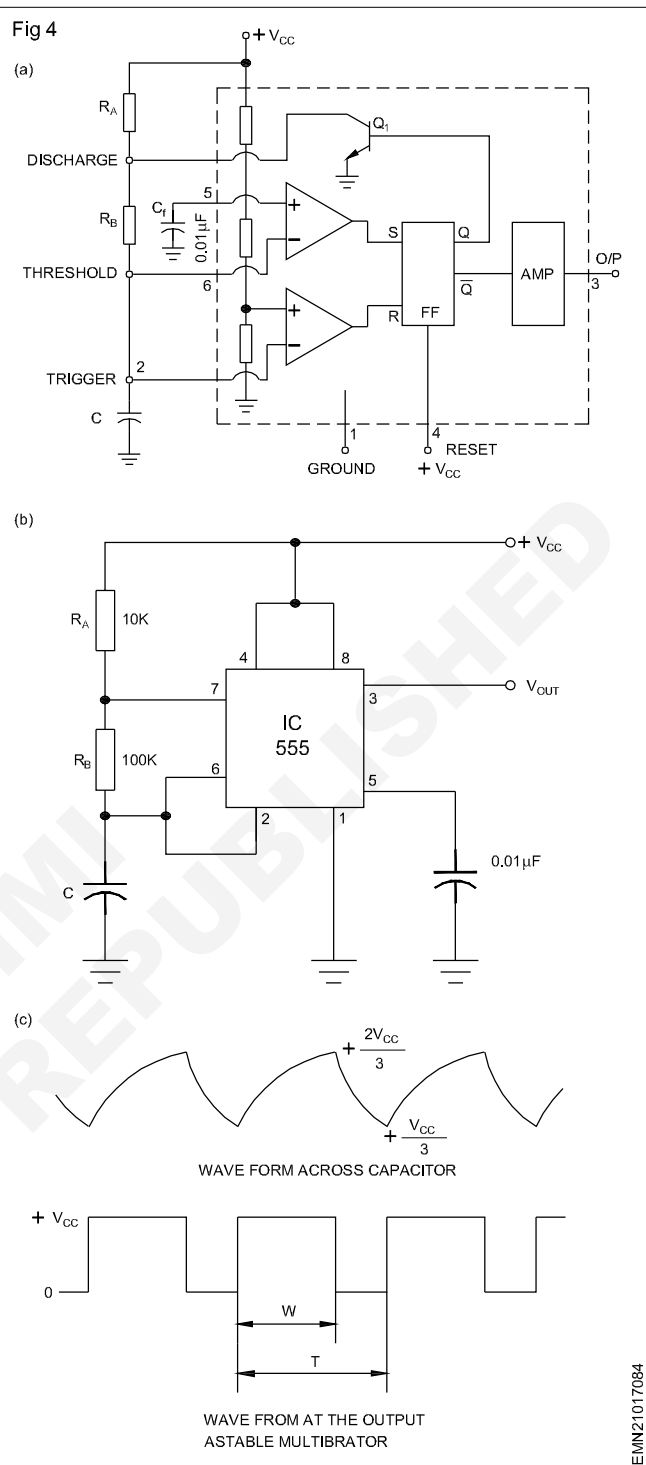 Fig 4
+ VCC
(a)
RA
Q1
DISCHARGE
5
Cf
0.01µF
+
−
S
Q
RB
O/P
THRESHOLD
6
AMP
3
Q̅
+
−
R
FF
2
TRIGGER
C
1
4
RESET
GROUND
+ VCC
(b)
+ VCC
RA
10K
4
8
7
3
VOUT
IC
555
RB
100K
6
5
2
1
0.01µF
C
(c)
+ 2VCC
3
+ VCC
3
WAVE FORM ACROSS CAPACITOR
+ VCC
0
W
T
WAVE FROM AT THE OUTPUT
ASTABLE MULTIBRATOR
EMN21017084
IMI
REPUBLISHED